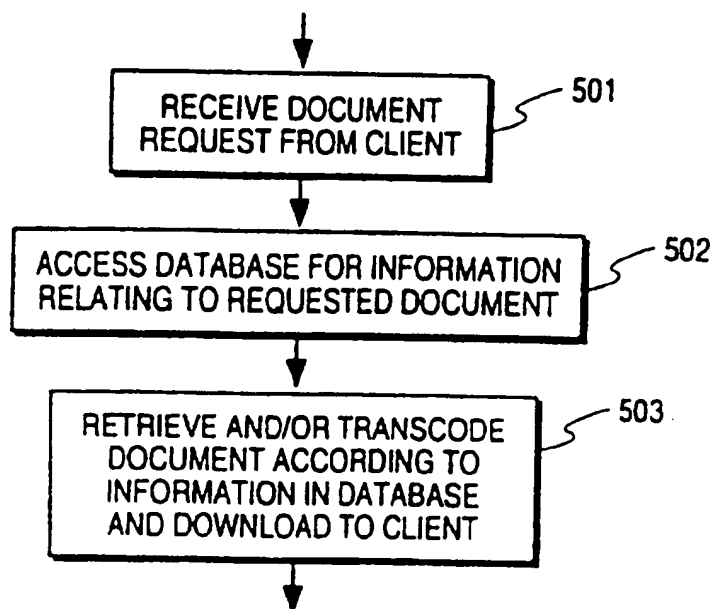 RECEIVE DOCUMENT
REQUEST FROM CLIENT
501
ACCESS DATABASE FOR INFORMATION
RELATING TO REQUESTED DOCUMENT
502
RETRIEVE AND/OR TRANSCODE
DOCUMENT ACCORDING TO
INFORMATION IN DATABASE
AND DOWNLOAD TO CLIENT
503